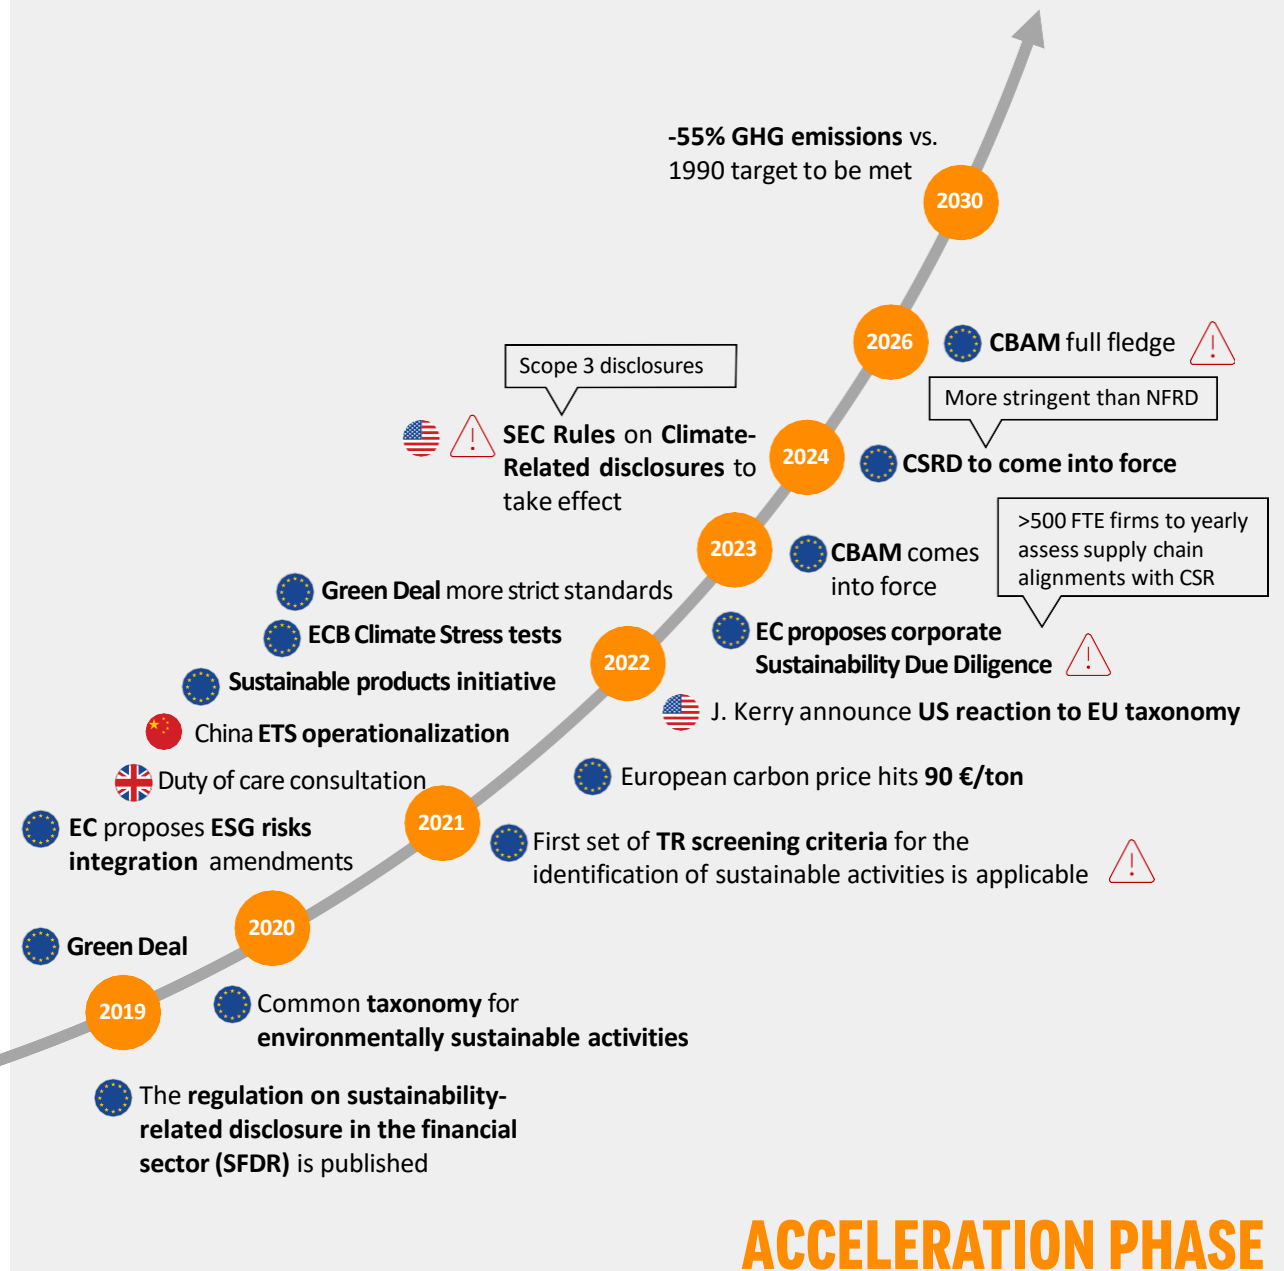 -55% GHG emissions vs.
1990 target to be met
2030
2026
CBAM full fledge
Scope 3 disclosures
More stringent than NFRD
SEC Rules on Climate-
Related disclosures to
take effect
2024
CSRD to come into force
>500 FTE firms to yearly
assess supply chain
alignments with CSR
2023
CBAM comes
into force
Green Deal more strict standards
ECB Climate Stress tests
EC proposes corporate
Sustainability Due Diligence
2022
Sustainable products initiative
J. Kerry announce US reaction to EU taxonomy
China ETS operationalization
Duty of care consultation
European carbon price hits 90 €/ton
EC proposes ESG risks
integration amendments
2021
First set of TR screening criteria for the
identification of sustainable activities is applicable
2020
Green Deal
2019
Common taxonomy for
environmentally sustainable activities
The regulation on sustainability-
related disclosure in the financial
sector (SFDR) is published
ACCELERATION PHASE